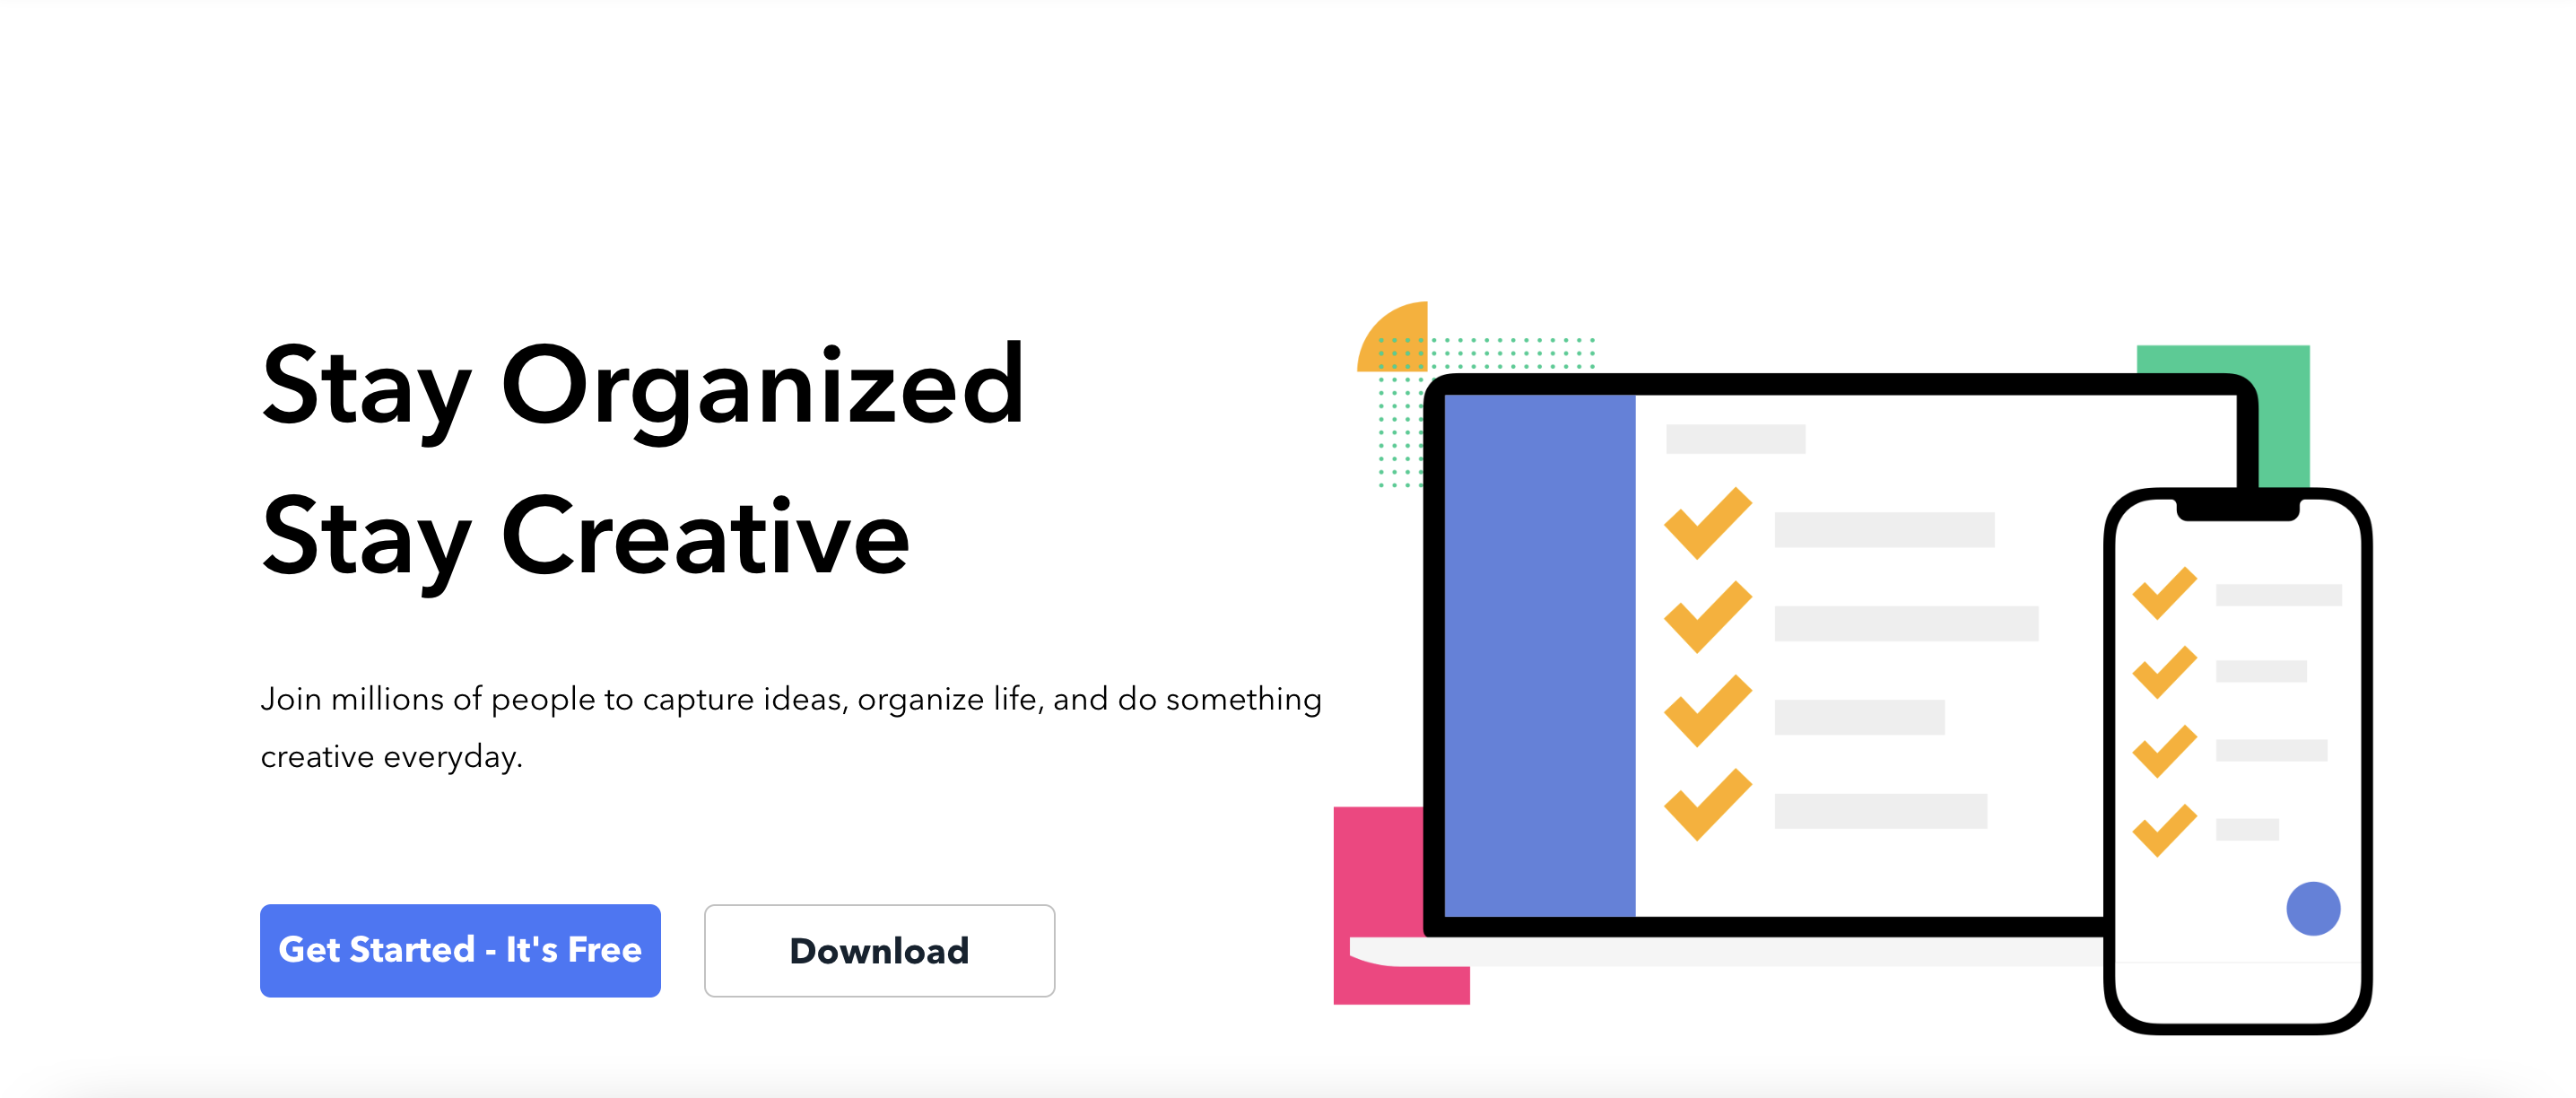 Stay Organized
Stay Creative
Join millions of people to capture ideas, organize life, and do something
creative everyday.
Get Started - It's Free
Download